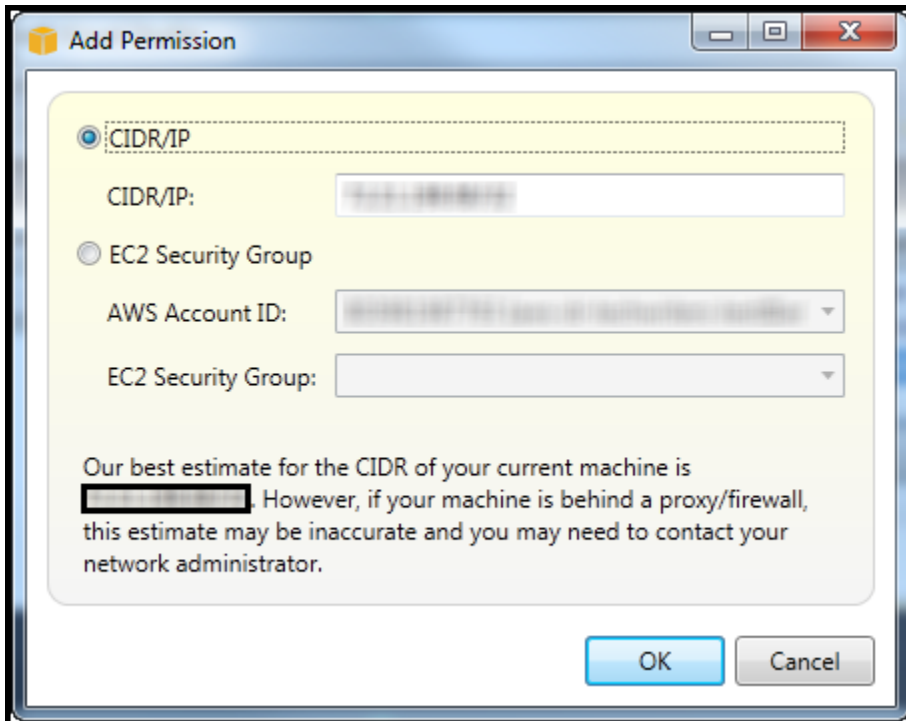 Add Permission
CIDR/IP
CIDR/IP:
EC2 Security Group
AWS Account ID:
EC2 Security Group:
Our best estimate for the CIDR of your current machine is
. However, if your machine is behind a proxy/firewall,
this estimate may be inaccurate and you may need to contact your
network administrator.
OK
Cancel